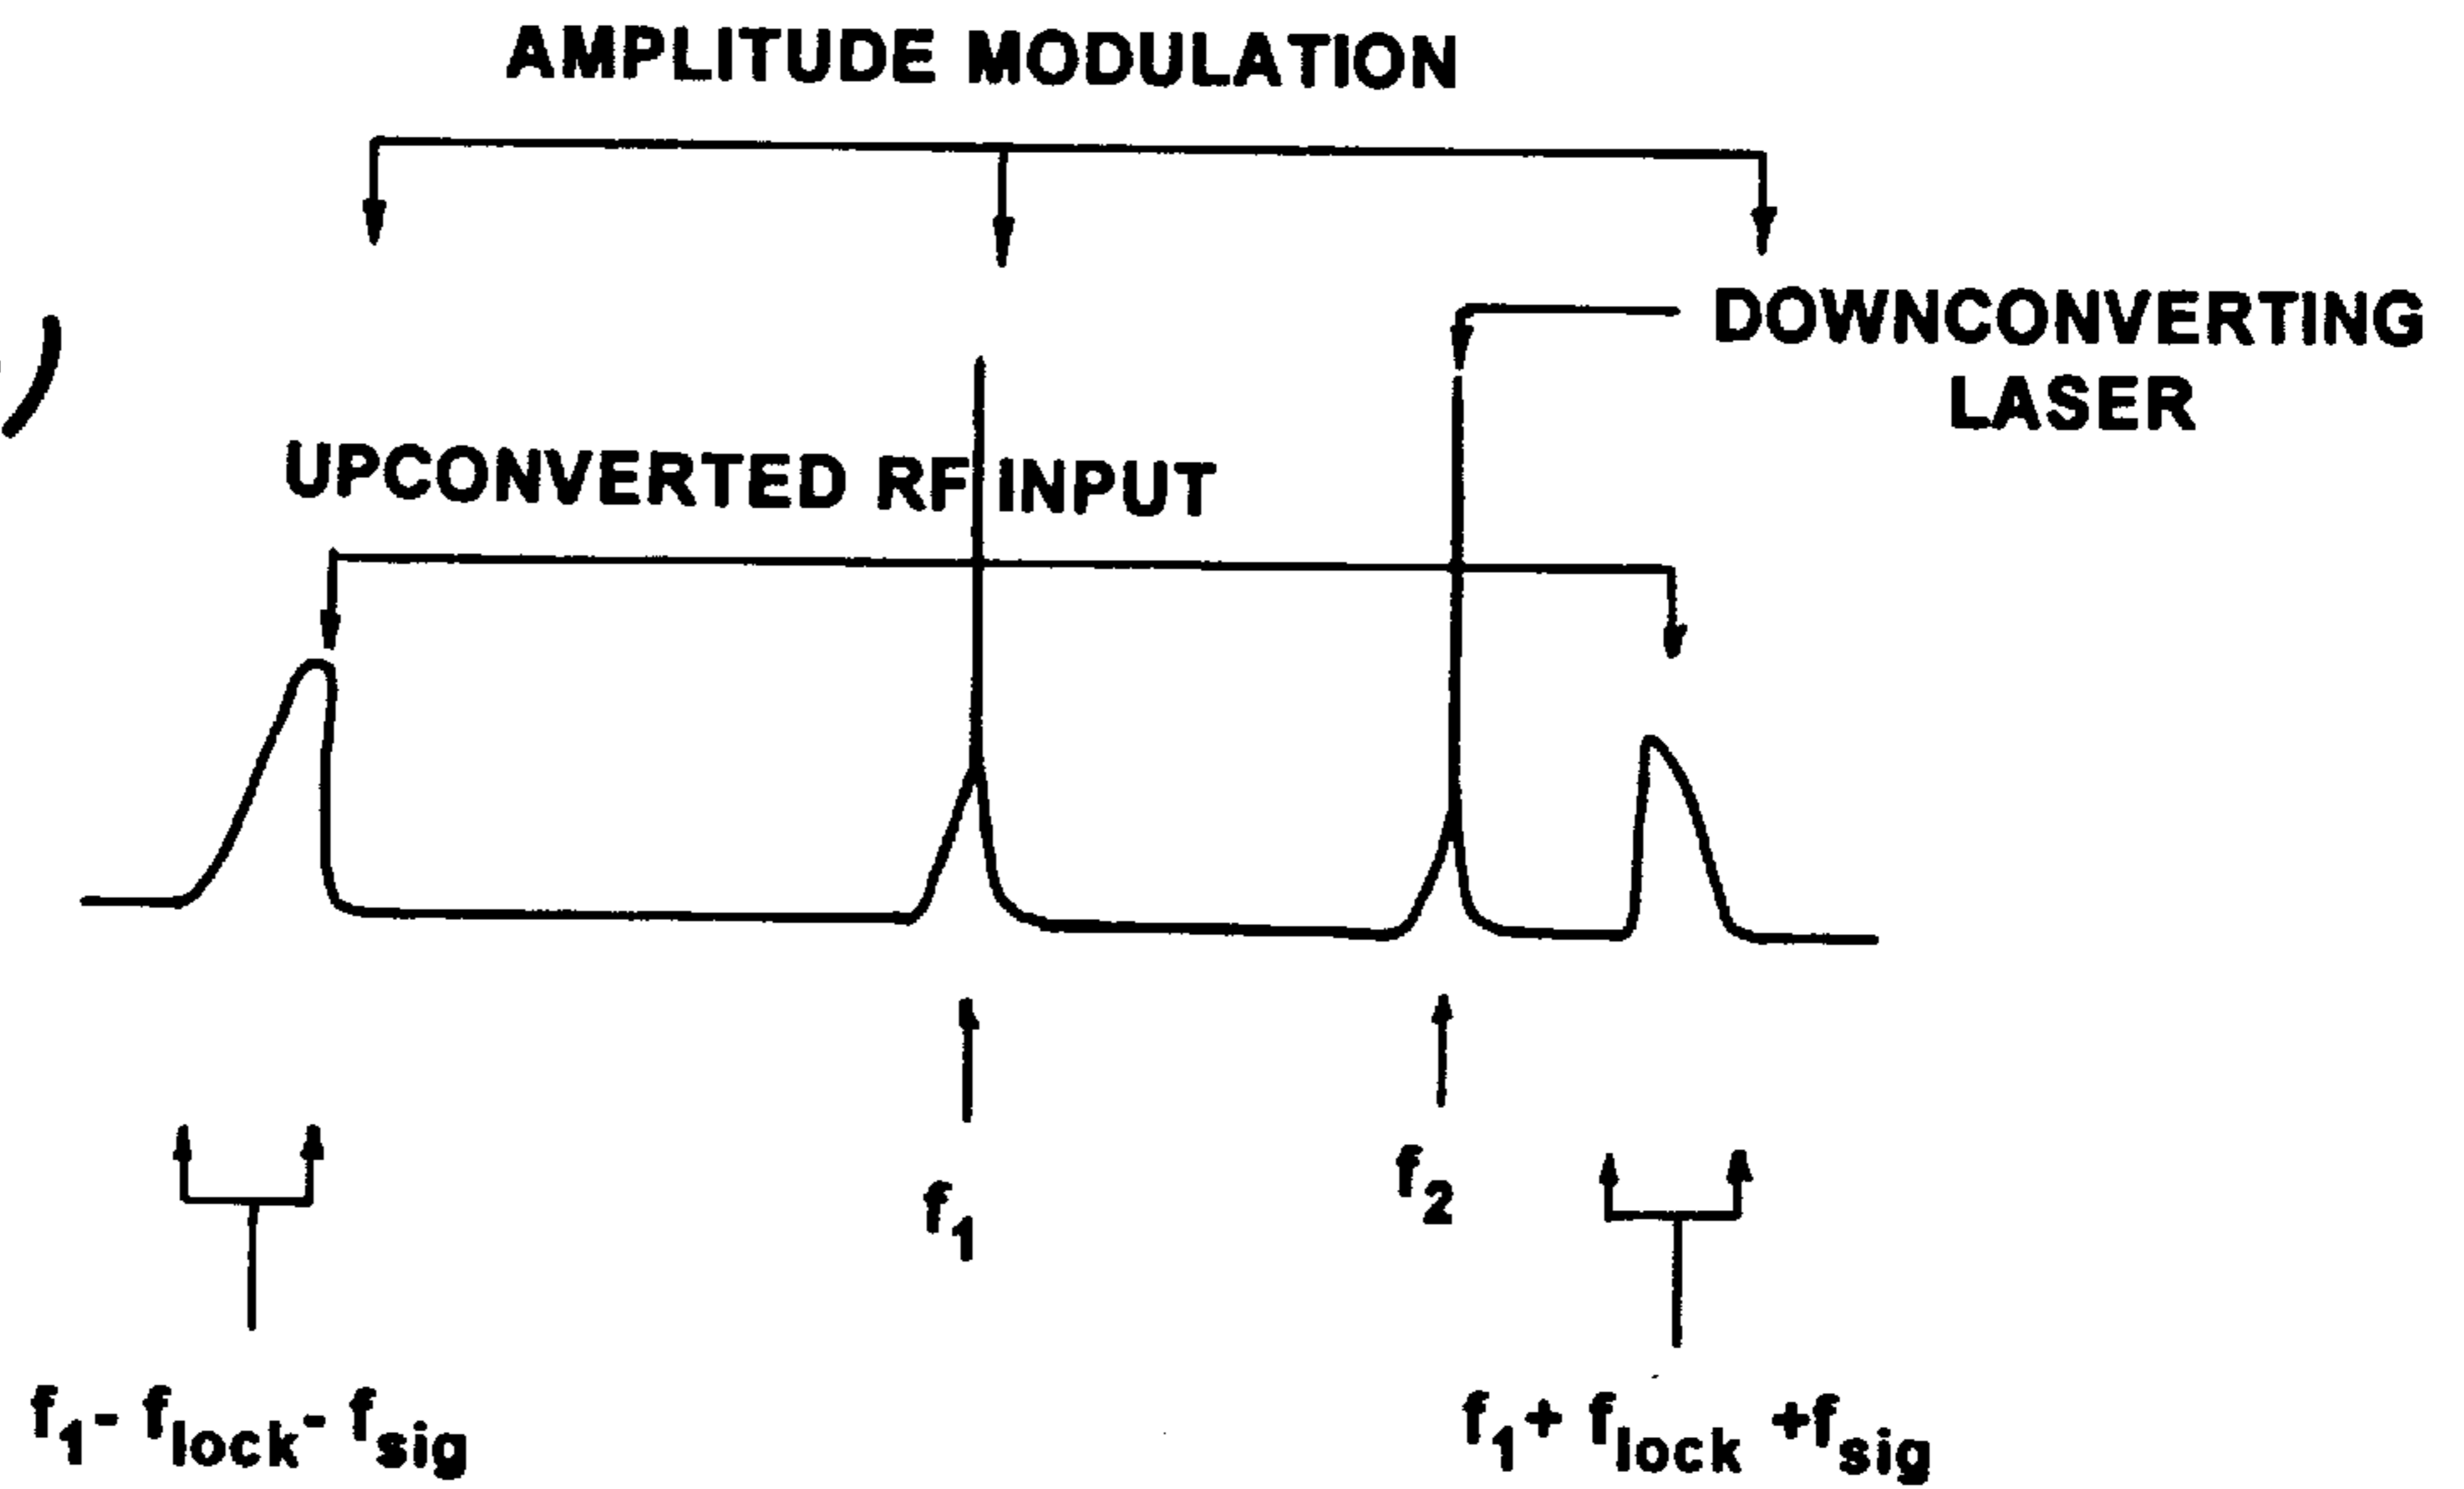 AMPLITUDE MODULATION
DOWNCONVERTING
LASER
UPCONVERTED RF INPUT
f1
f2
f1- flock- fsig
f1+ flock +fsig